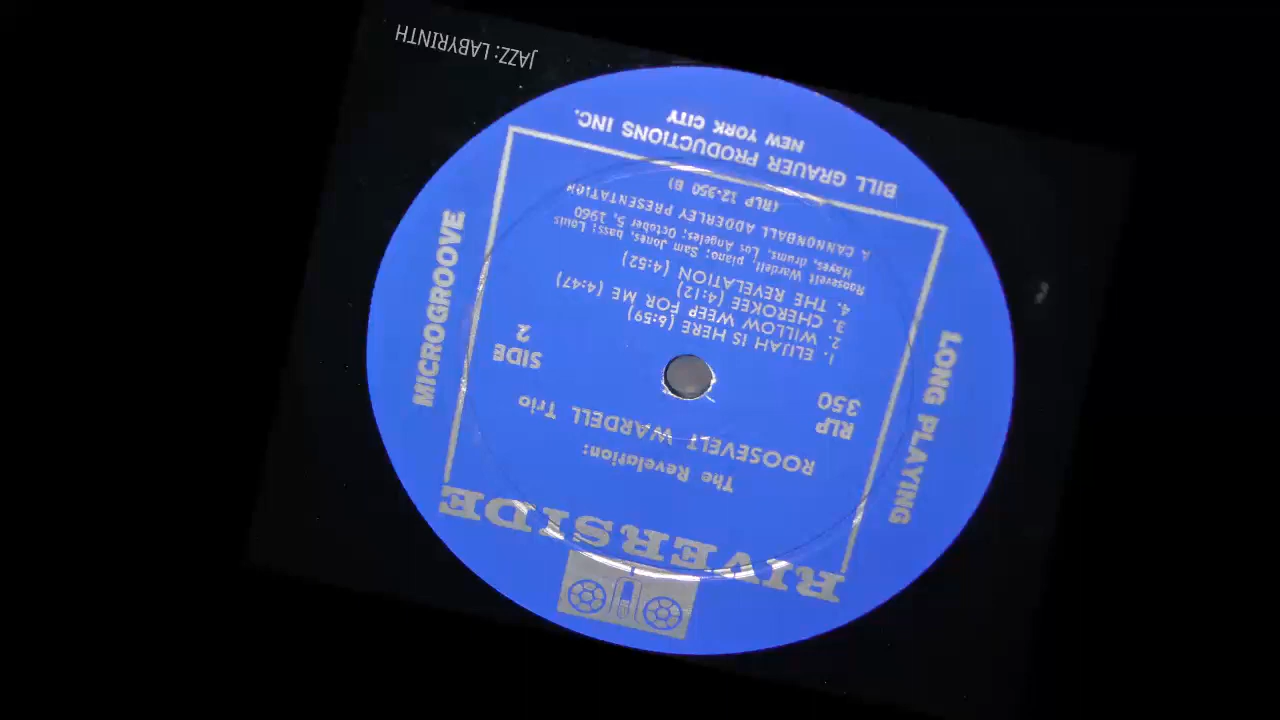 RIVERSIDE
The Revelation:
ROOSEVELT WARDELL Trio
RLP
350
SIDE
2
1. ELIJAH IS HERE (6:59)
2. WILLOW WEEP FOR ME (4:47)
3. CHEROKEE (4:12)
4. THE REVELATION (4:52)
Roosevelt Wardell, piano; Sam Jones, bass; Louis
Hayes, drums. Los Angeles; October 5, 1960
A CANNONBALL ADDERLEY PRESENTATION
(RLP 12-350 B)
LONG PLAYING
MICROGROOVE
BILL GRAUER PRODUCTIONS INC.
NEW YORK CITY
JAZZ: LABYRINTH